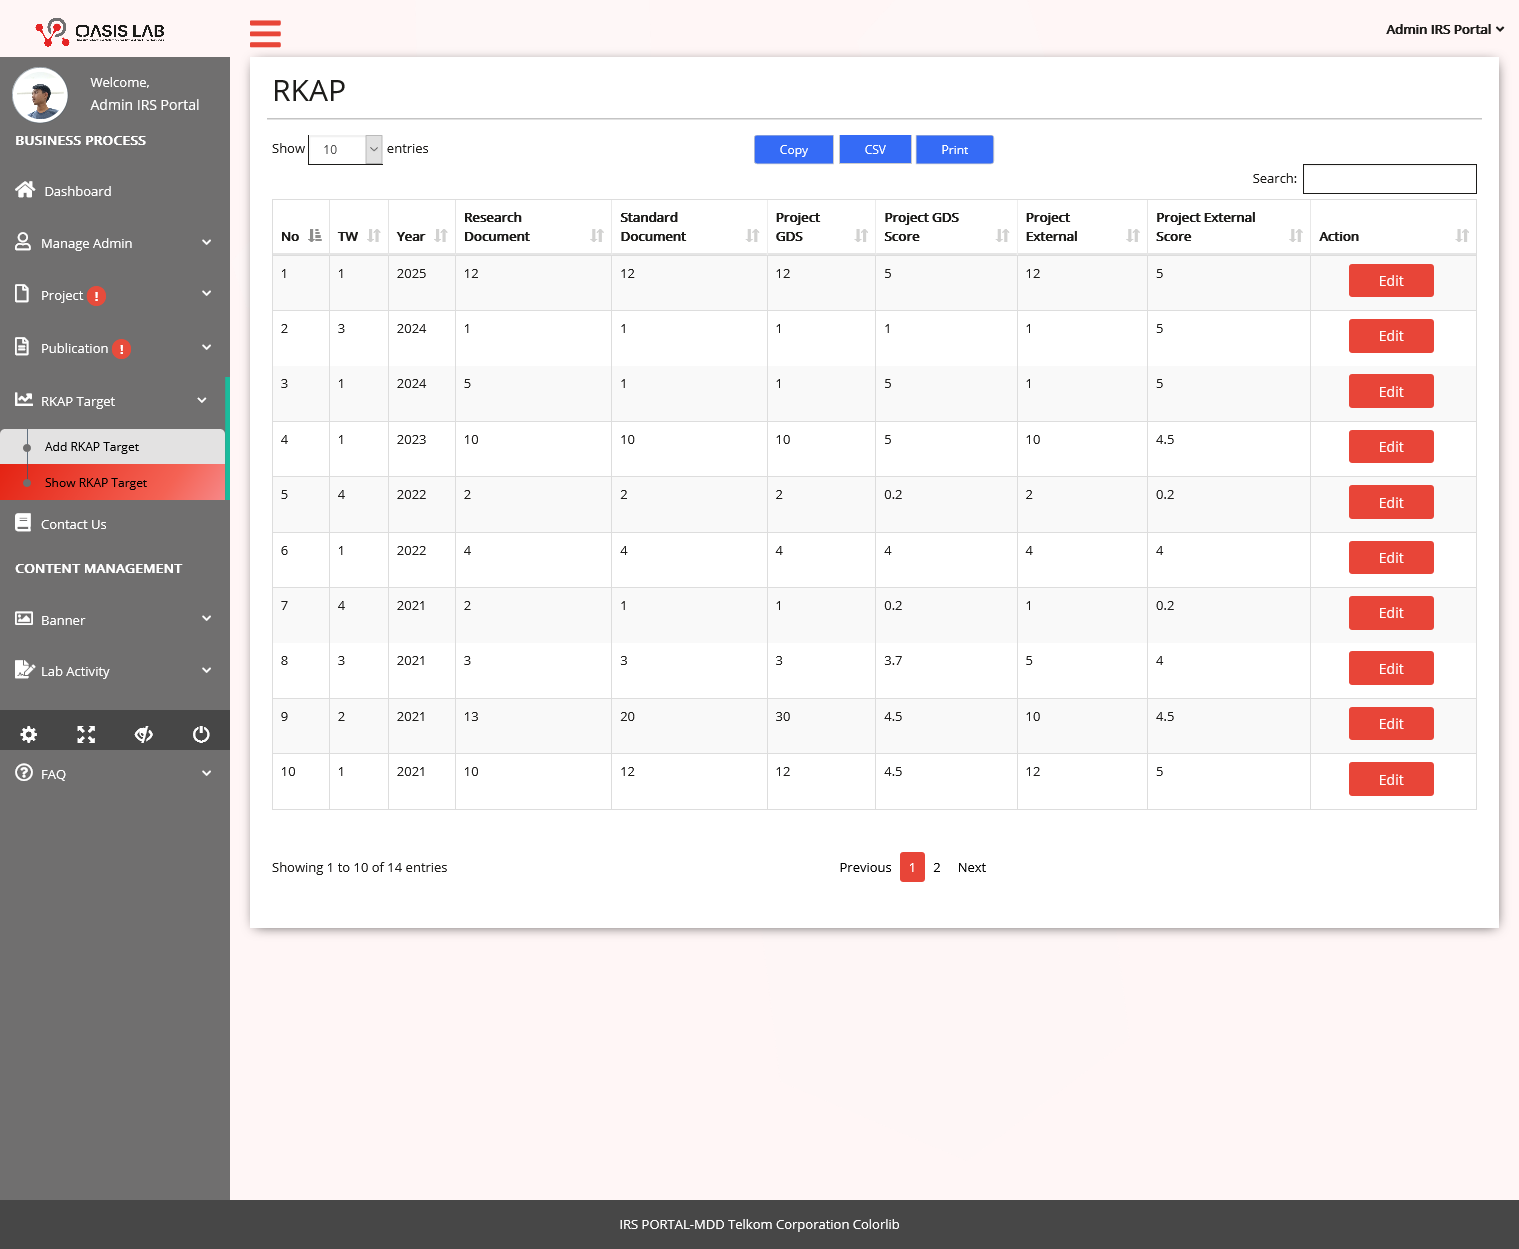 OASIS LAB
Admin IRS Portal
Welcome,
Admin IRS Portal
BUSINESS PROCESS
Dashboard
Manage Admin
Project !
Publication !
RKAP Target
Add RKAP Target
Show RKAP Target
Contact Us
CONTENT MANAGEMENT
Banner
Lab Activity
FAQ
RKAP
Show 10 entries
Copy CSV Print
Search:
No TW Year Research Document Standard Document Project GDS Project GDS Score Project External Project External Score Action
1 1 2025 12 12 12 5 12 5 Edit
2 3 2024 1 1 1 1 1 5 Edit
3 1 2024 5 1 1 5 1 5 Edit
4 1 2023 10 10 10 5 10 4.5 Edit
5 4 2022 2 2 2 0.2 2 0.2 Edit
6 1 2022 4 4 4 4 4 4 Edit
7 4 2021 2 1 1 0.2 1 0.2 Edit
8 3 2021 3 3 3 3.7 5 4 Edit
9 2 2021 13 20 30 4.5 10 4.5 Edit
10 1 2021 10 12 12 4.5 12 5 Edit
Showing 1 to 10 of 14 entries
Previous 1 2 Next
IRS PORTAL-MDD Telkom Corporation Colorlib